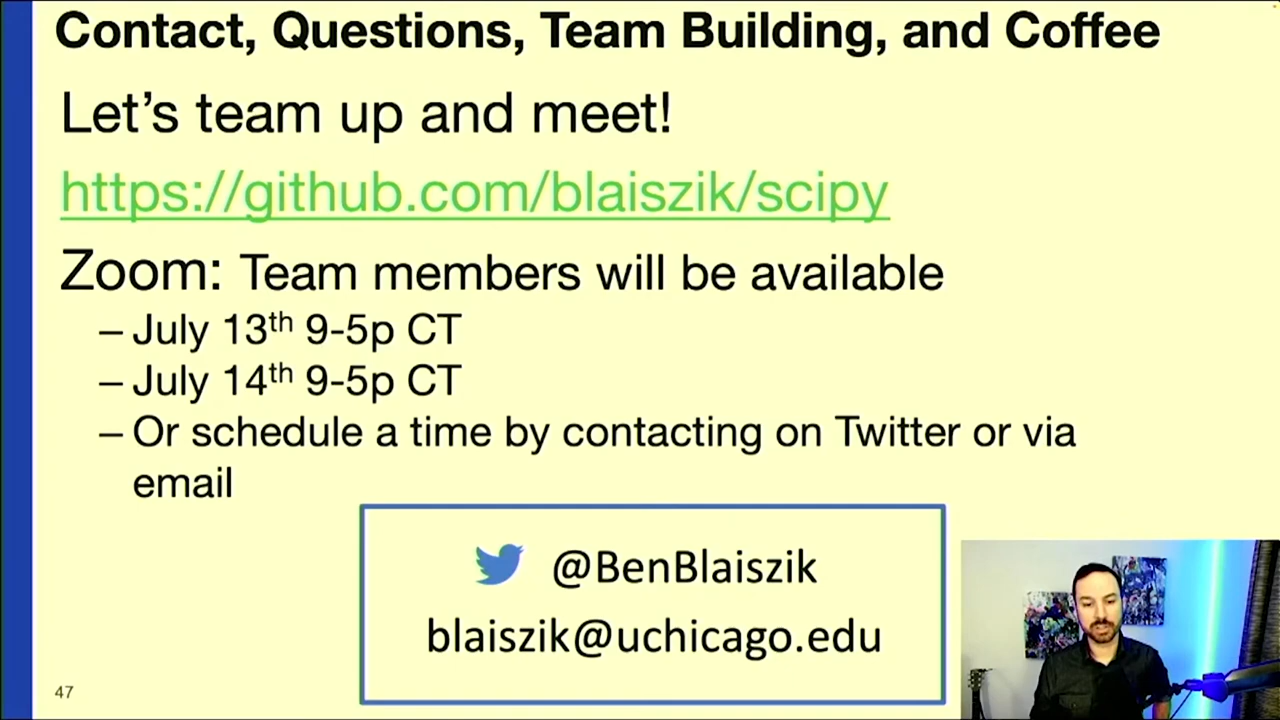 Contact, Questions, Team Building, and Coffee
Let's team up and meet!
https://github.com/blaiszik/scipy
Zoom: Team members will be available
– July 13th 9-5p CT
– July 14th 9-5p CT
– Or schedule a time by contacting on Twitter or via
email
@BenBlaiszik
blaiszik@uchicago.edu
47